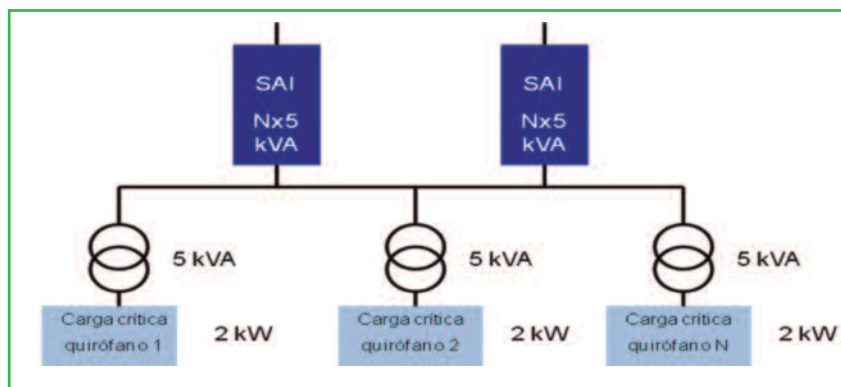 SAI
Nx5
kVA
SAI
Nx5
kVA
5 kVA
5 kVA
5 kVA
Carga crítica
quirófano 1
2 kW
Carga crítica
quirófano 2
2 kW
Carga crítica
quirófano N
2 kW